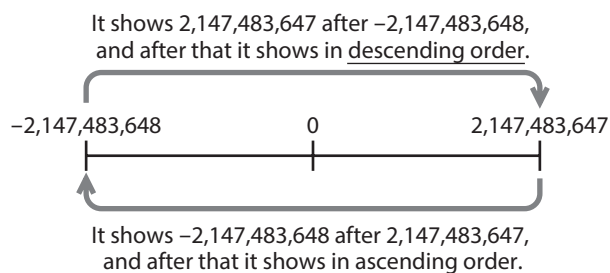 It shows 2,147,483,647 after –2,147,483,648,
and after that it shows in descending order.
–2,147,483,648 0 2,147,483,647
It shows –2,147,483,648 after 2,147,483,647,
and after that it shows in ascending order.